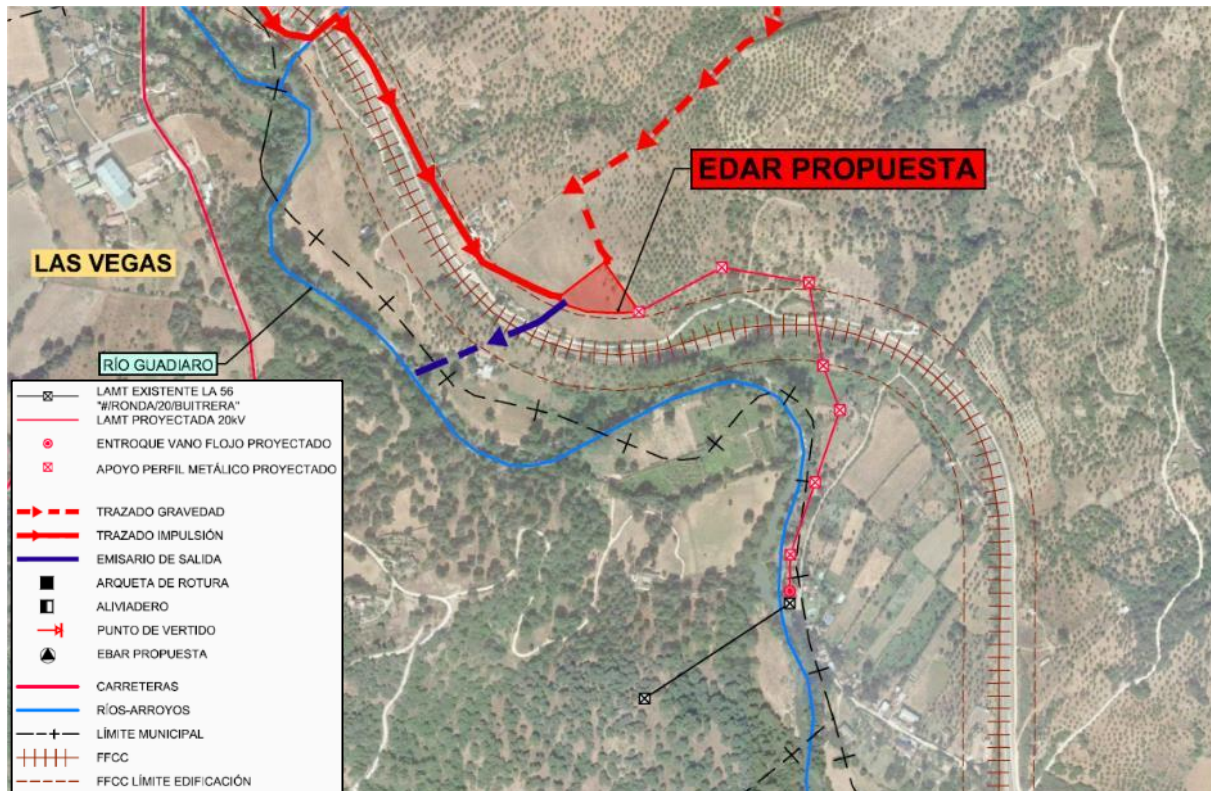 EDAR PROPUESTA
LAS VEGAS
RÍO GUADIARO
LAMT EXISTENTE LA 56
"#/RONDA/20/BUITRERA"
LAMT PROYECTADA 20kV
ENTROQUE VANO FLOJO PROYECTADO
APOYO PERFIL METÁLICO PROYECTADO
TRAZADO GRAVEDAD
TRAZADO IMPULSIÓN
EMISARIO DE SALIDA
ARQUETA DE ROTURA
ALIVIADERO
PUNTO DE VERTIDO
EBAR PROPUESTA
CARRETERAS
RÍOS-ARROYOS
LÍMITE MUNICIPAL
FFCC
FFCC LÍMITE EDIFICACIÓN